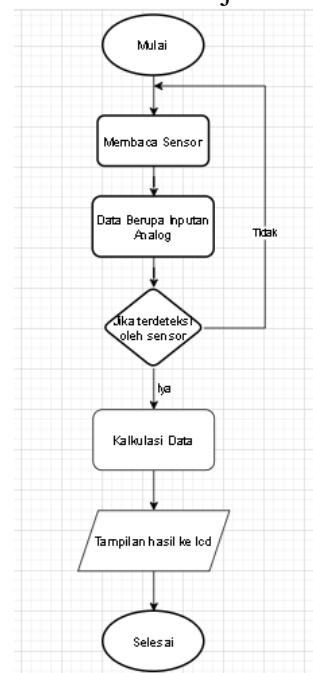 Mulai
Membaca Sensor
Data Berupa Inputan
Analog
Tidak
Jika terdeteksi
oleh sensor
Iya
Kalkulasi Data
Tampilan hasil ke lcd
Selesai